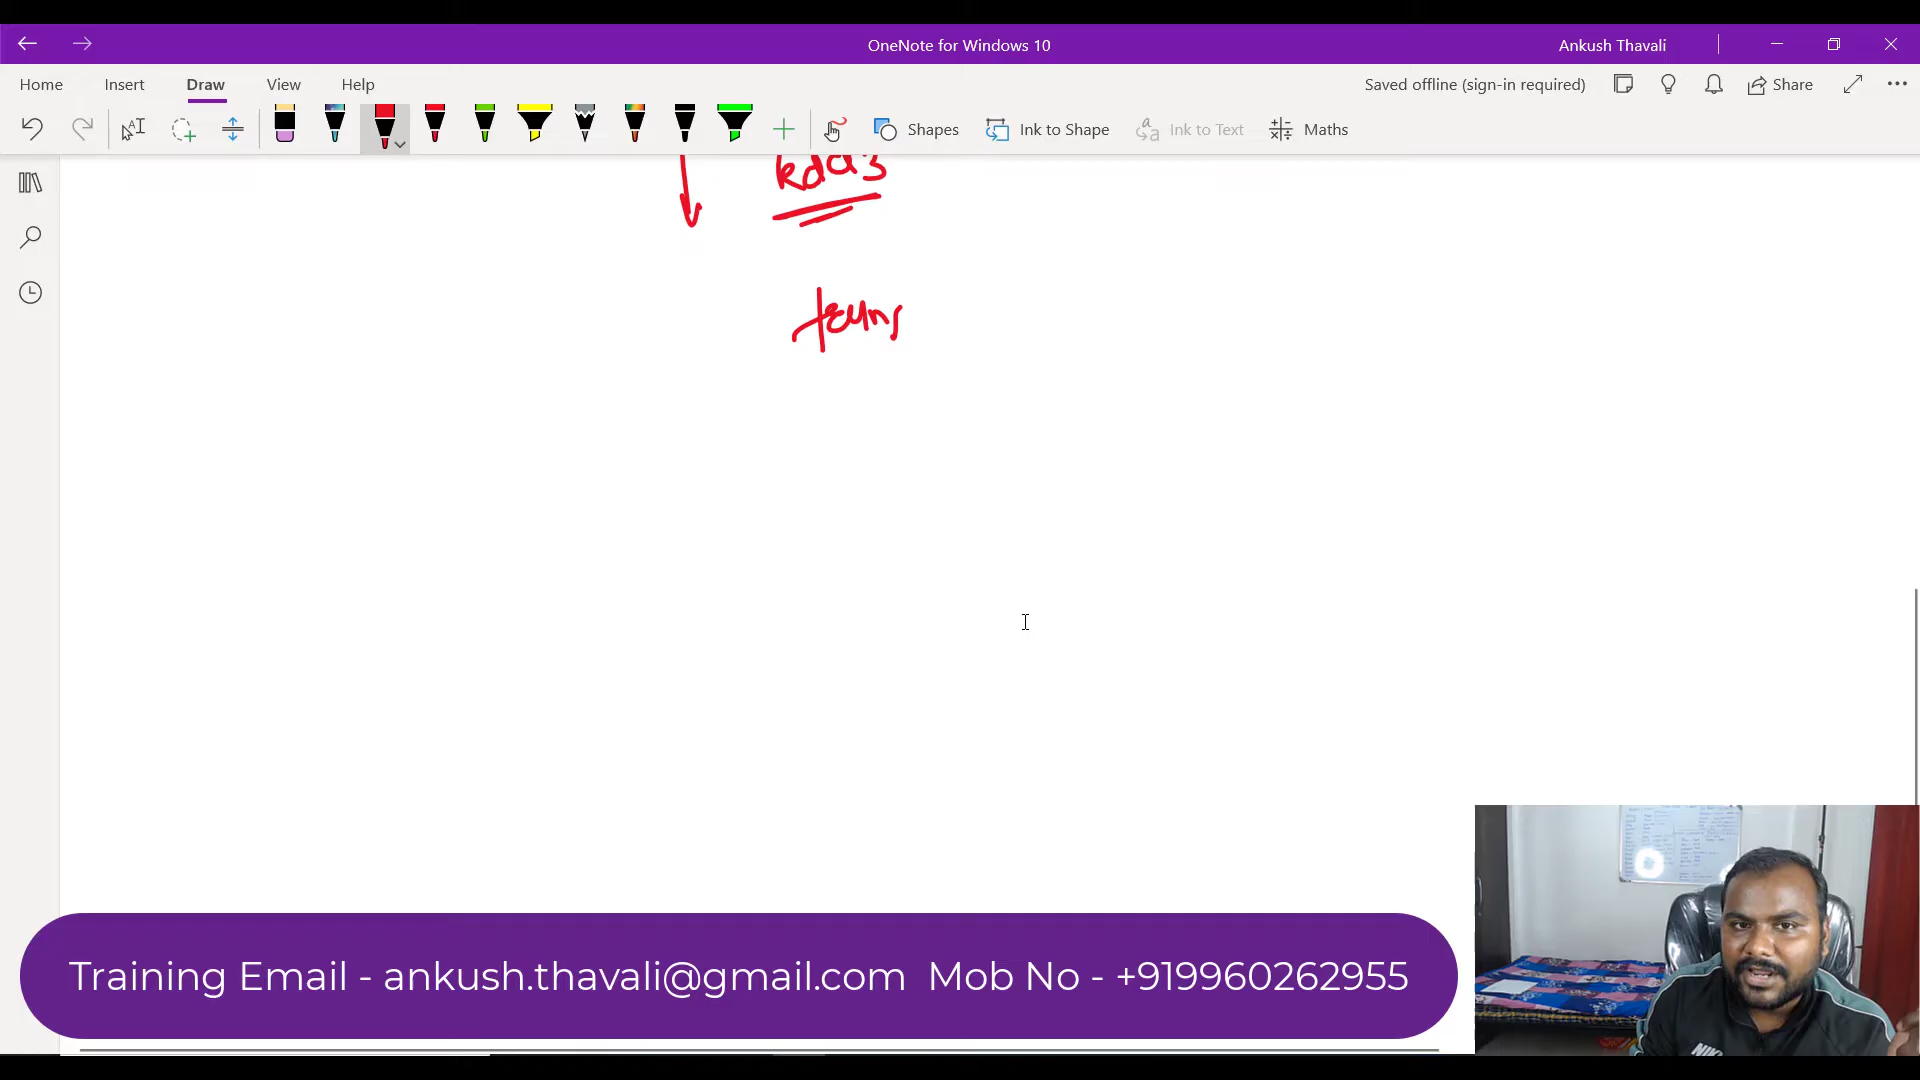 OneNote for Windows 10
Ankush Thavali
Home Insert Draw View Help
Saved offline (sign-in required)
Share
Shapes
Ink to Shape
Ink to Text
Maths
Training Email - ankush.thavali@gmail.com Mob No - +919960262955